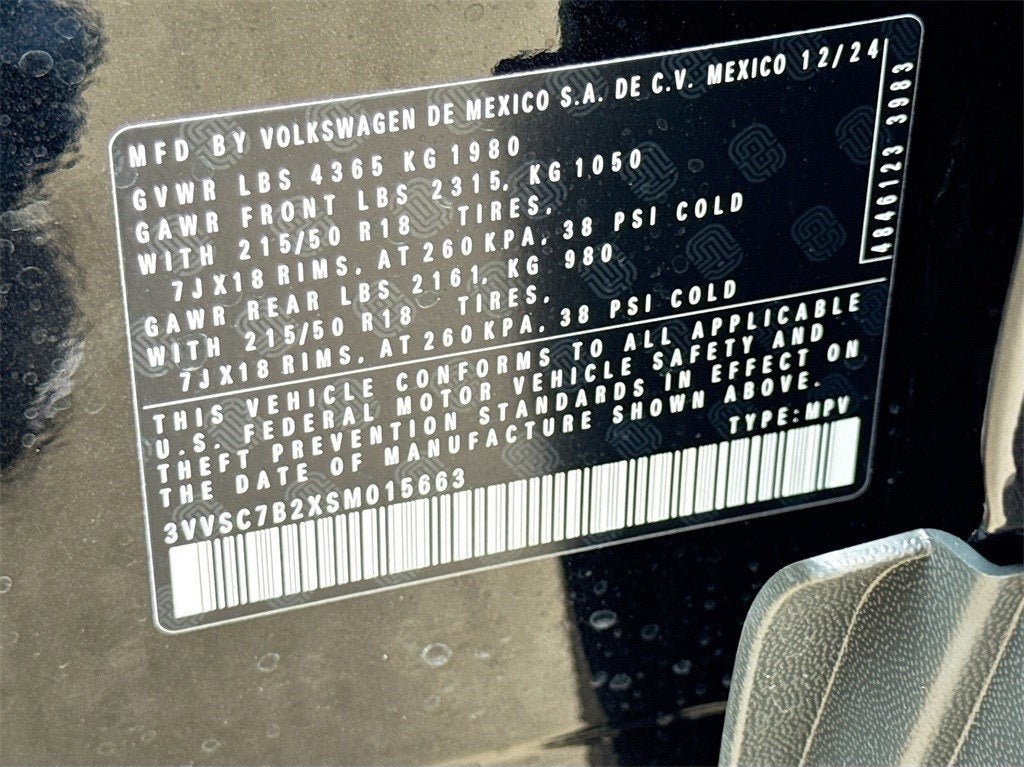 MFD BY VOLKSWAGEN DE MEXICO S.A. DE C.V. MEXICO 12/24
GVWR LBS 4365 KG 1980
GAWR FRONT LBS 2315, KG 1050
WITH 215/50 R18 TIRES,
7JX18 RIMS, AT 260 KPA, 38 PSI COLD
GAWR REAR LBS 2161, KG 980
WITH 215/50 R18 TIRES,
7JX18 RIMS, AT 260 KPA, 38 PSI COLD
4846123 3983
THIS VEHICLE CONFORMS TO ALL APPLICABLE
U.S. FEDERAL MOTOR VEHICLE SAFETY AND
THEFT PREVENTION STANDARDS IN EFFECT ON
THE DATE OF MANUFACTURE SHOWN ABOVE.
TYPE: MPV
3VVSC7B2XSM015663